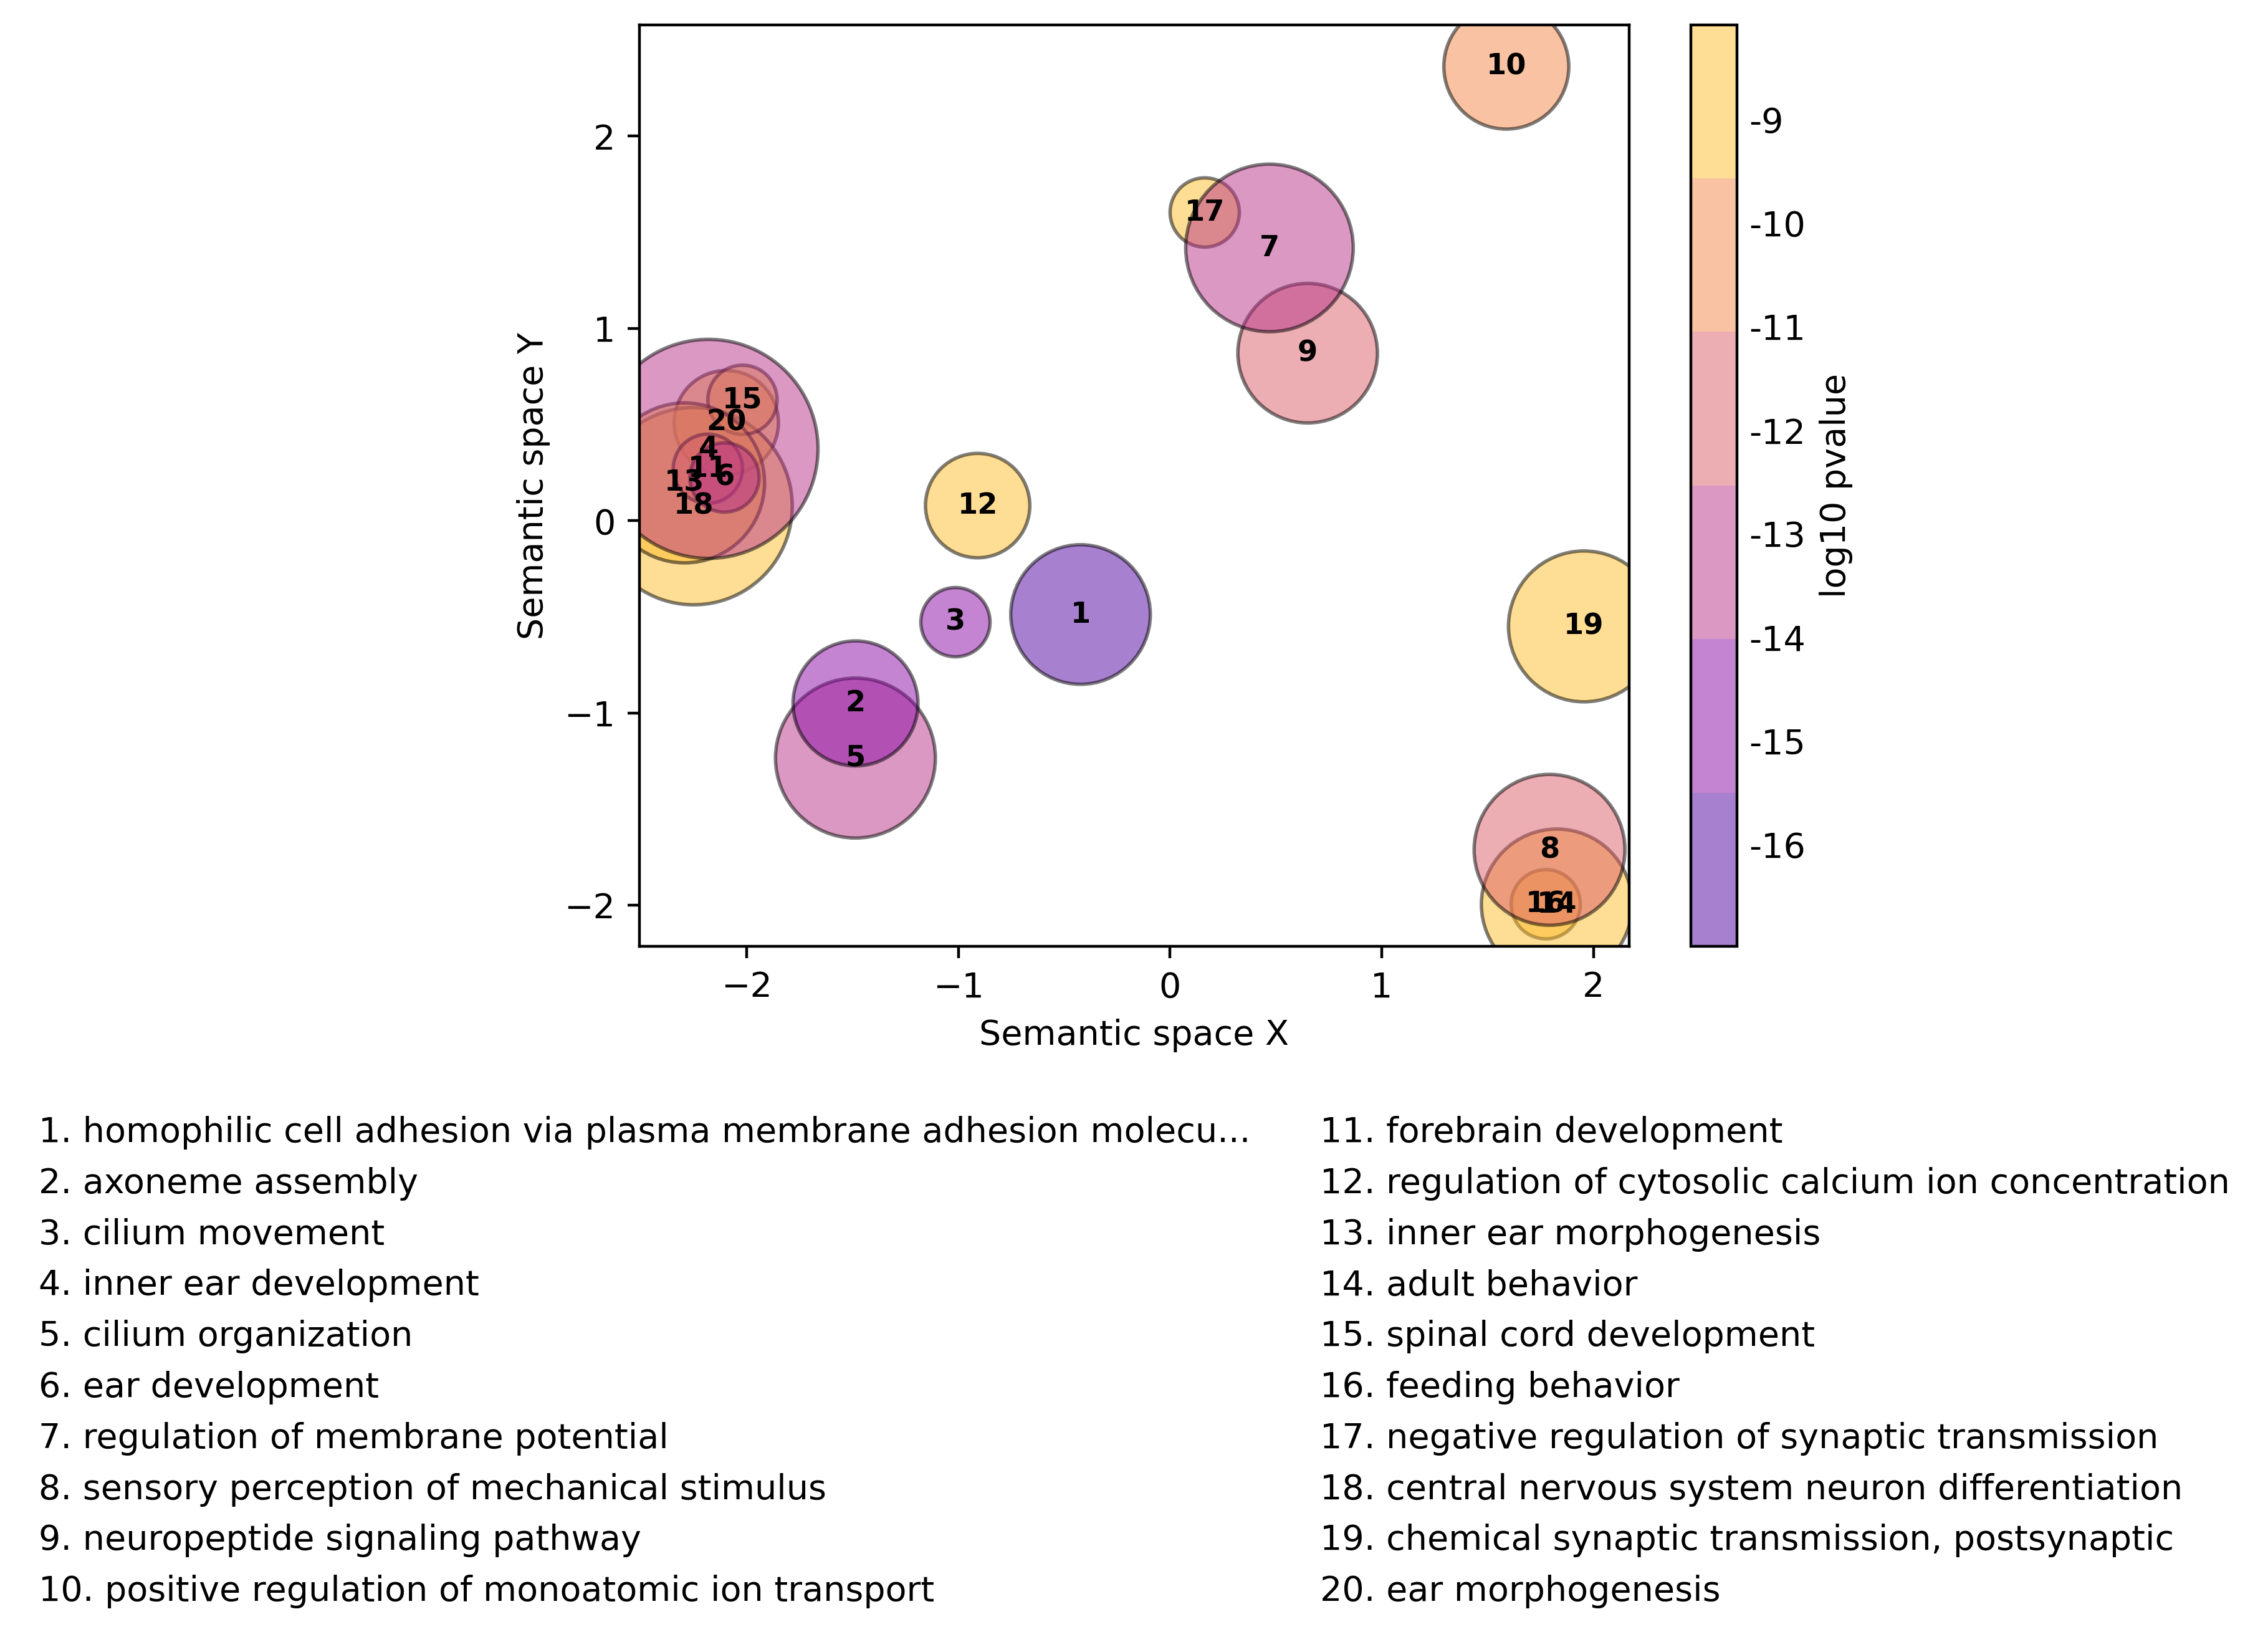 10
2
-9
17
7
-10
1
-11
9
15
20
4
-12
11
6
13
18
12
0
-13
3
1
19
-14
2
−1
5
-15
8
-16
16
14
−2
−2
−1
0
1
2
Semantic space X
Semantic space Y
log10 pvalue
1. homophilic cell adhesion via plasma membrane adhesion molecu...
2. axoneme assembly
3. cilium movement
4. inner ear development
5. cilium organization
6. ear development
7. regulation of membrane potential
8. sensory perception of mechanical stimulus
9. neuropeptide signaling pathway
10. positive regulation of monoatomic ion transport
11. forebrain development
12. regulation of cytosolic calcium ion concentration
13. inner ear morphogenesis
14. adult behavior
15. spinal cord development
16. feeding behavior
17. negative regulation of synaptic transmission
18. central nervous system neuron differentiation
19. chemical synaptic transmission, postsynaptic
20. ear morphogenesis